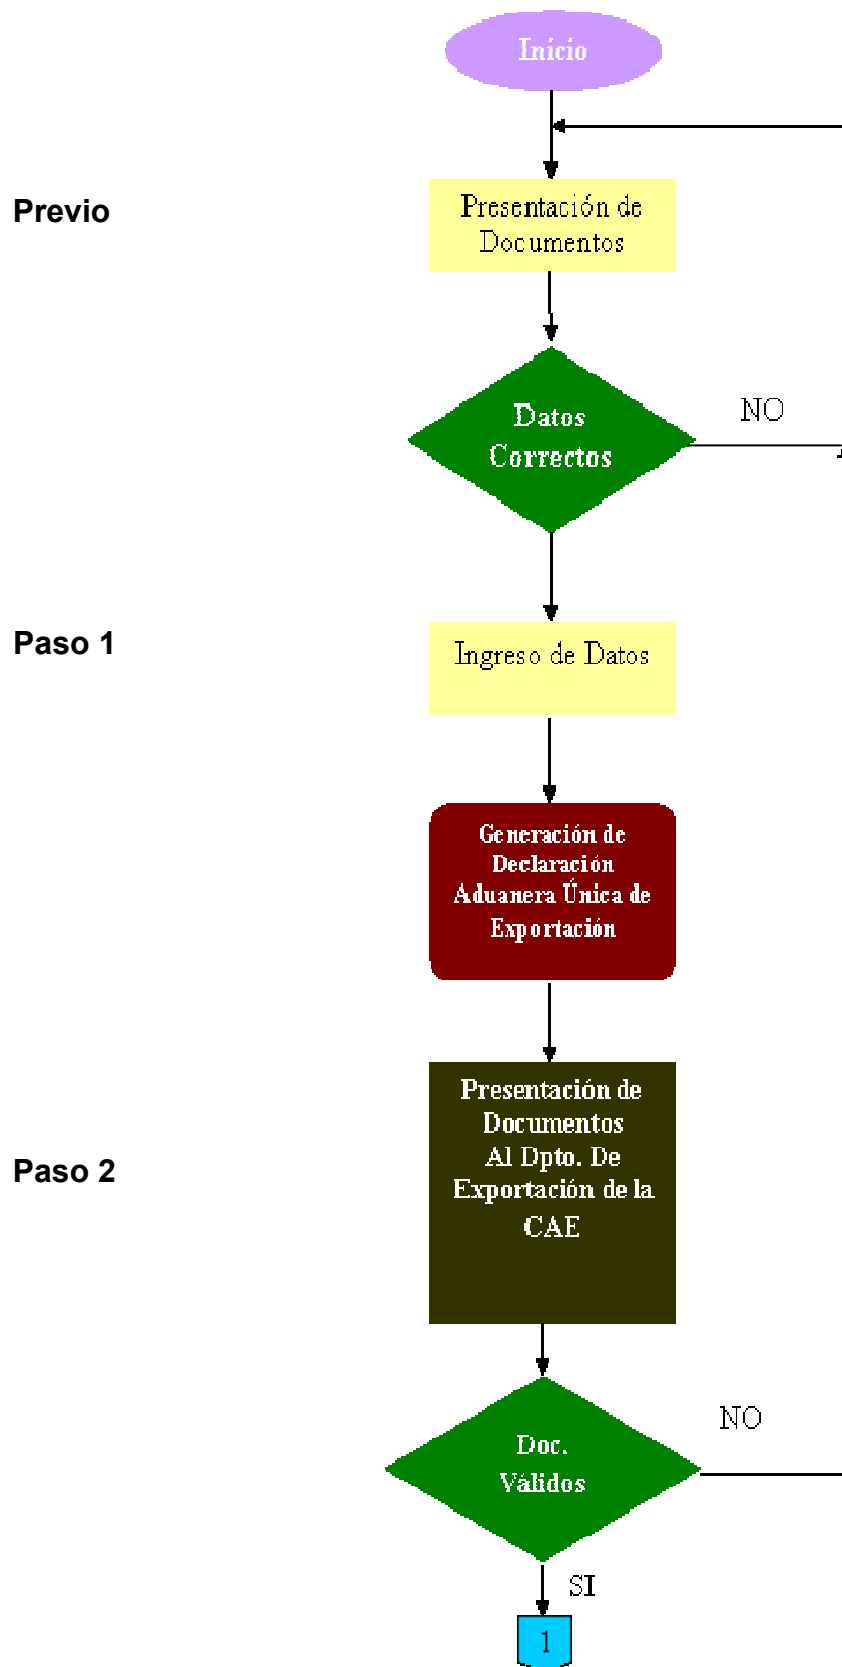 Inicio
Previo
Presentación de
Documentos
Datos
Correctos
NO
Paso 1
Ingreso de Datos
Generación de
Declaración
Aduanera Única de
Exportación
Presentación de
Documentos
Al Dpto. De
Exportación de la
CAE
Paso 2
Doc.
Válidos
NO
SI
1